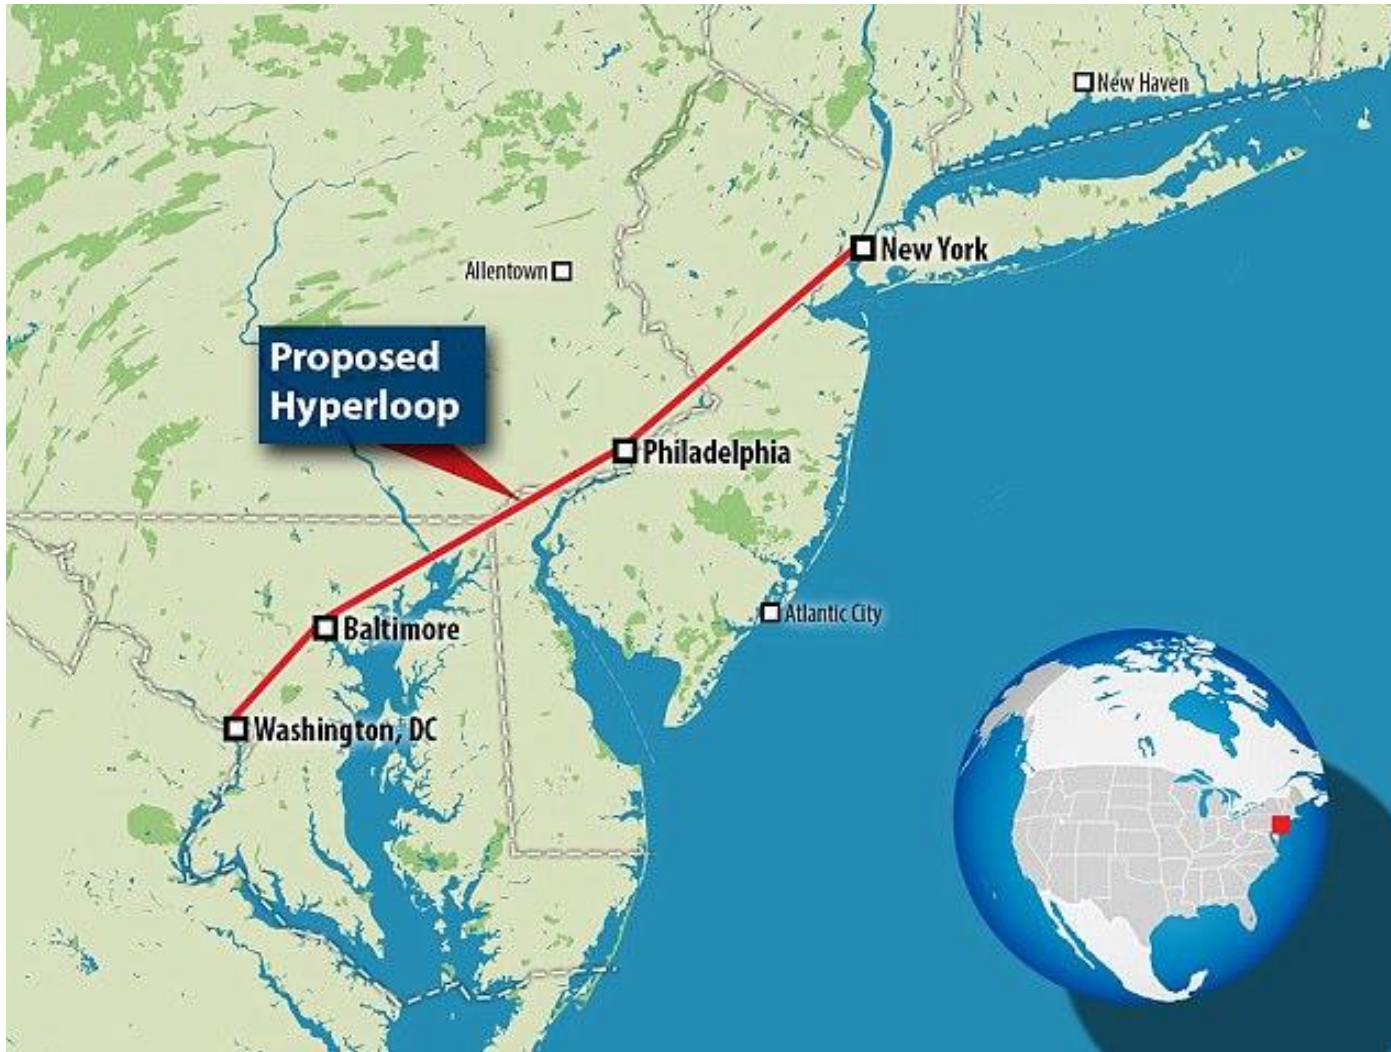 New Haven
New York
Allentown
Proposed
Hyperloop
Philadelphia
Atlantic City
Baltimore
Washington, DC